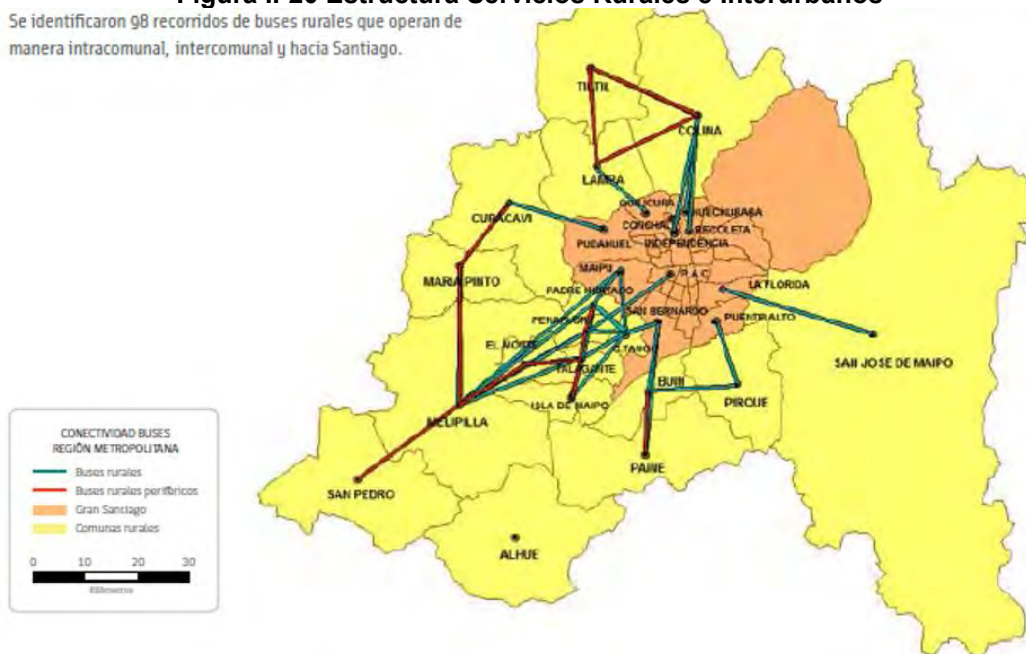 Figura II 20 Estructura Servicios Rurales e Interurbanos
Se identificaron 98 recorridos de buses rurales que operan de
manera intracomunal, intercomunal y hacia Santiago.
TILTIL
COLINA
LAMPA
QUILICURA
HUECHURABA
CURACAVI
CONCHALI
RECOLETA
PUDAHUEL
INDEPENDENCIA
MAIPU
P.A.C.
MARIA PINTO
LA FLORIDA
PADRE HURTADO
SAN BERNARDO
PUENTE ALTO
PEÑAFLOR
EL MONTE
C.TANGO
SAN JOSE DE MAIPO
TALAGANTE
BUIN
PIRQUE
ISLA DE MAIPO
MELIPILLA
CONECTIVIDAD BUSES
REGIÓN METROPOLITANA
Buses rurales
Buses rurales periféricos
Gran Santiago
Comunas rurales
0 10 20 30
Kilómetros
PAINE
SAN PEDRO
ALHUE